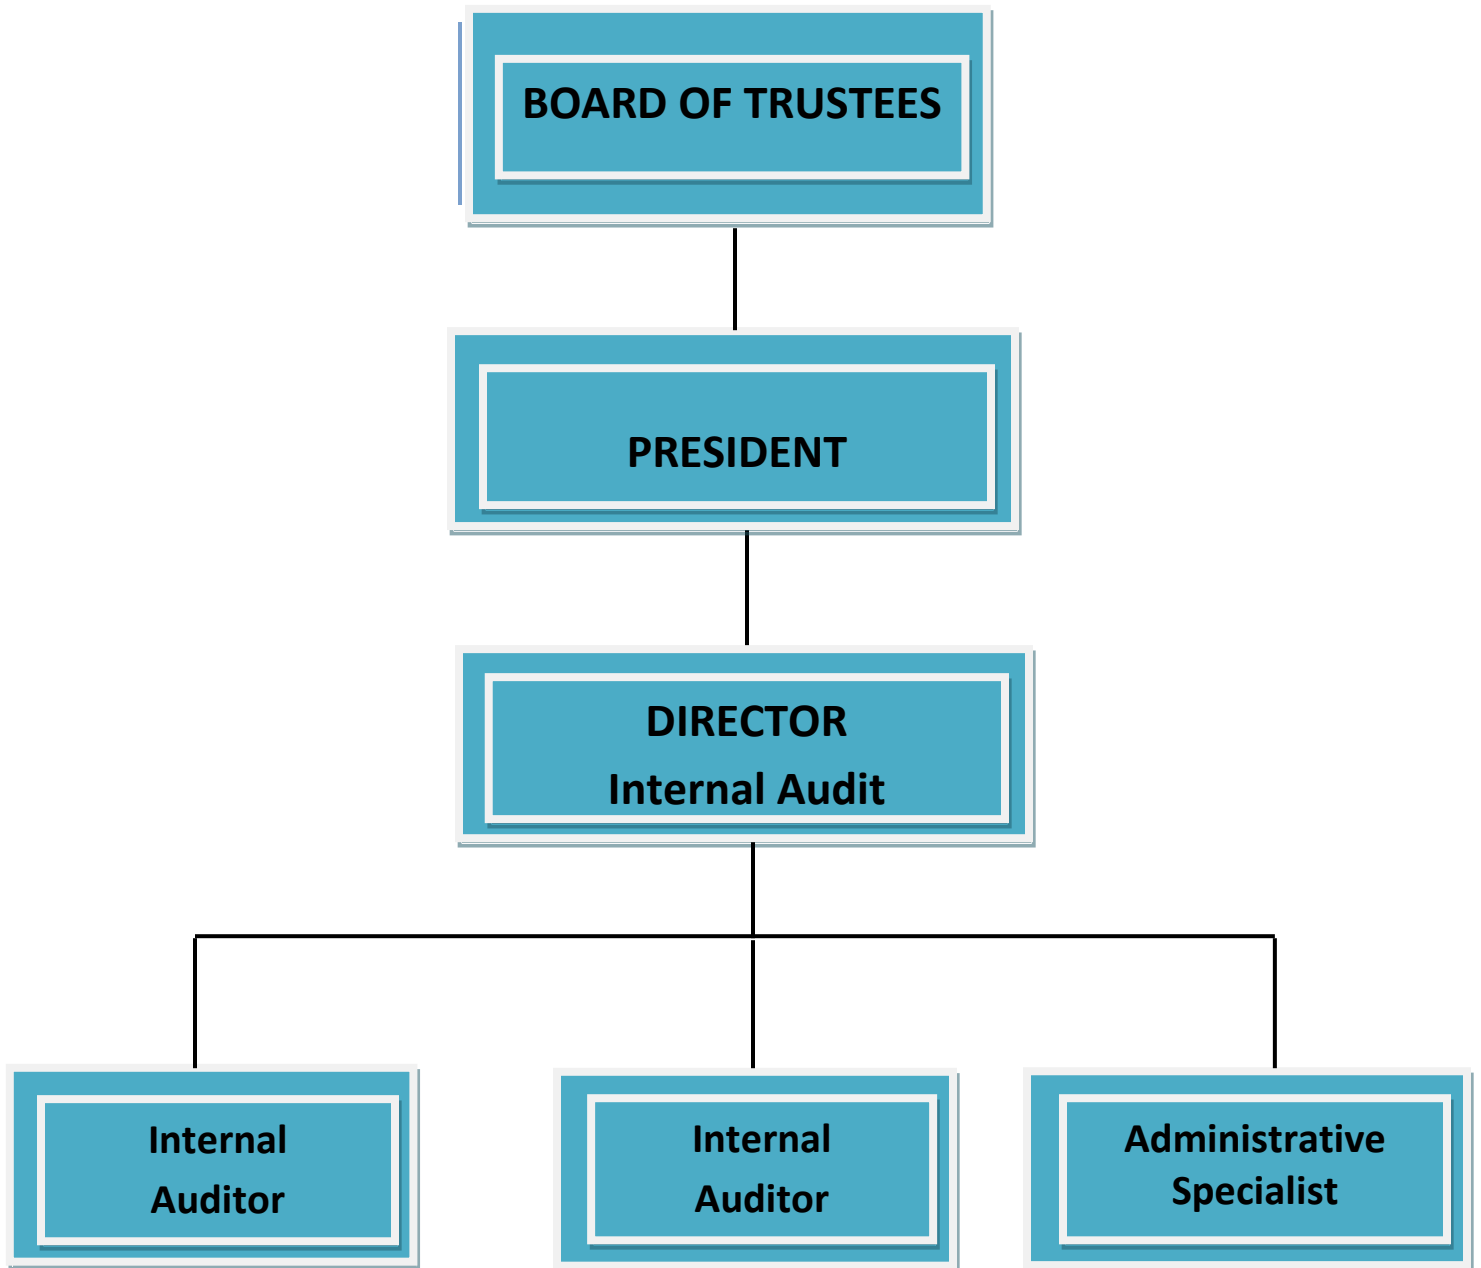 BOARD OF TRUSTEES
PRESIDENT
DIRECTOR
Internal Audit
Internal
Auditor
Internal
Auditor
Administrative
Specialist